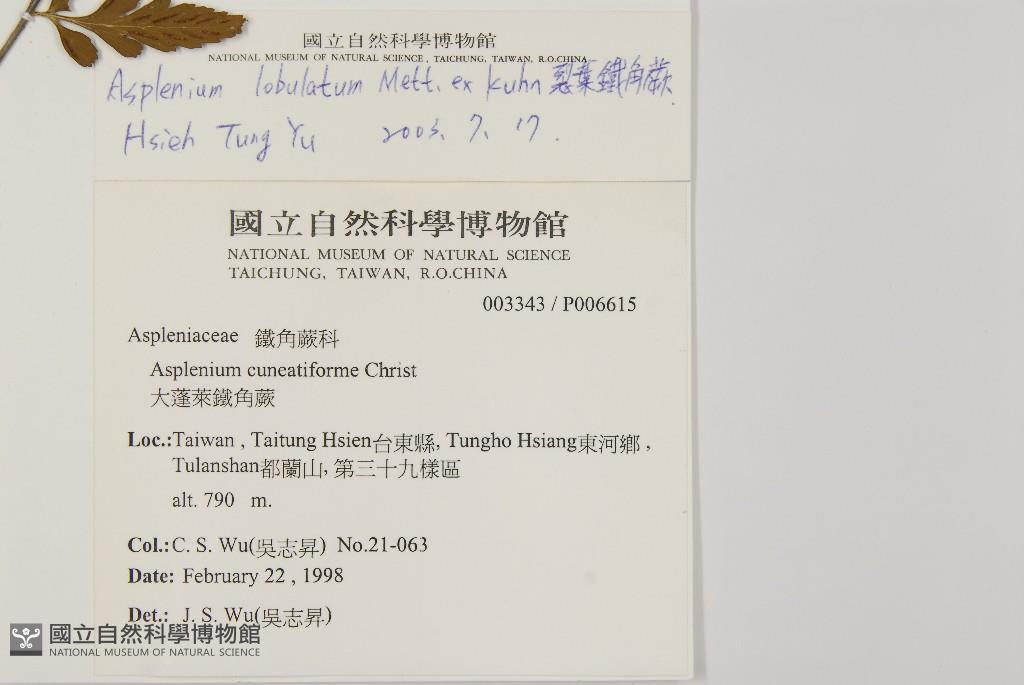 國立自然科學博物館
NATIONAL MUSEUM OF NATURAL SCIENCE , TAICHUNG, TAIWAN, R.O.CHINA
Asplenium lobulatum Mett. ex Kuhn 裂葉鐵角蕨
Hsieh Tung Yu 2003. 7. 17.
國立自然科學博物館
NATIONAL MUSEUM OF NATURAL SCIENCE
TAICHUNG, TAIWAN, R.O.CHINA
003343 / P006615
Aspleniaceae 鐵角蕨科
Asplenium cuneatiforme Christ
大蓬萊鐵角蕨
Loc.:Taiwan , Taitung Hsien台東縣, Tungho Hsiang東河鄉 ,
Tulanshan都蘭山, 第三十九樣區
alt. 790 m.
Col.:C. S. Wu(吳志昇) No.21-063
Date: February 22 , 1998
Det.: J. S. Wu(吳志昇)
國立自然科學博物館
NATIONAL MUSEUM OF NATURAL SCIENCE